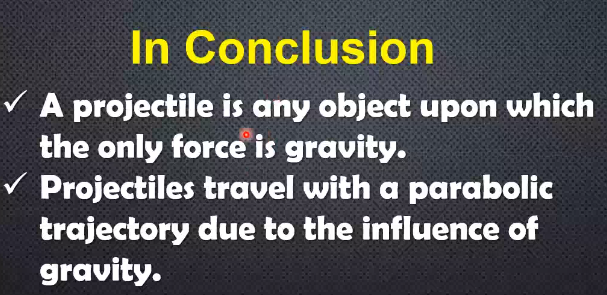 In Conclusion
✓ A projectile is any object upon which
the only force is gravity.
✓ Projectiles travel with a parabolic
trajectory due to the influence of
gravity.